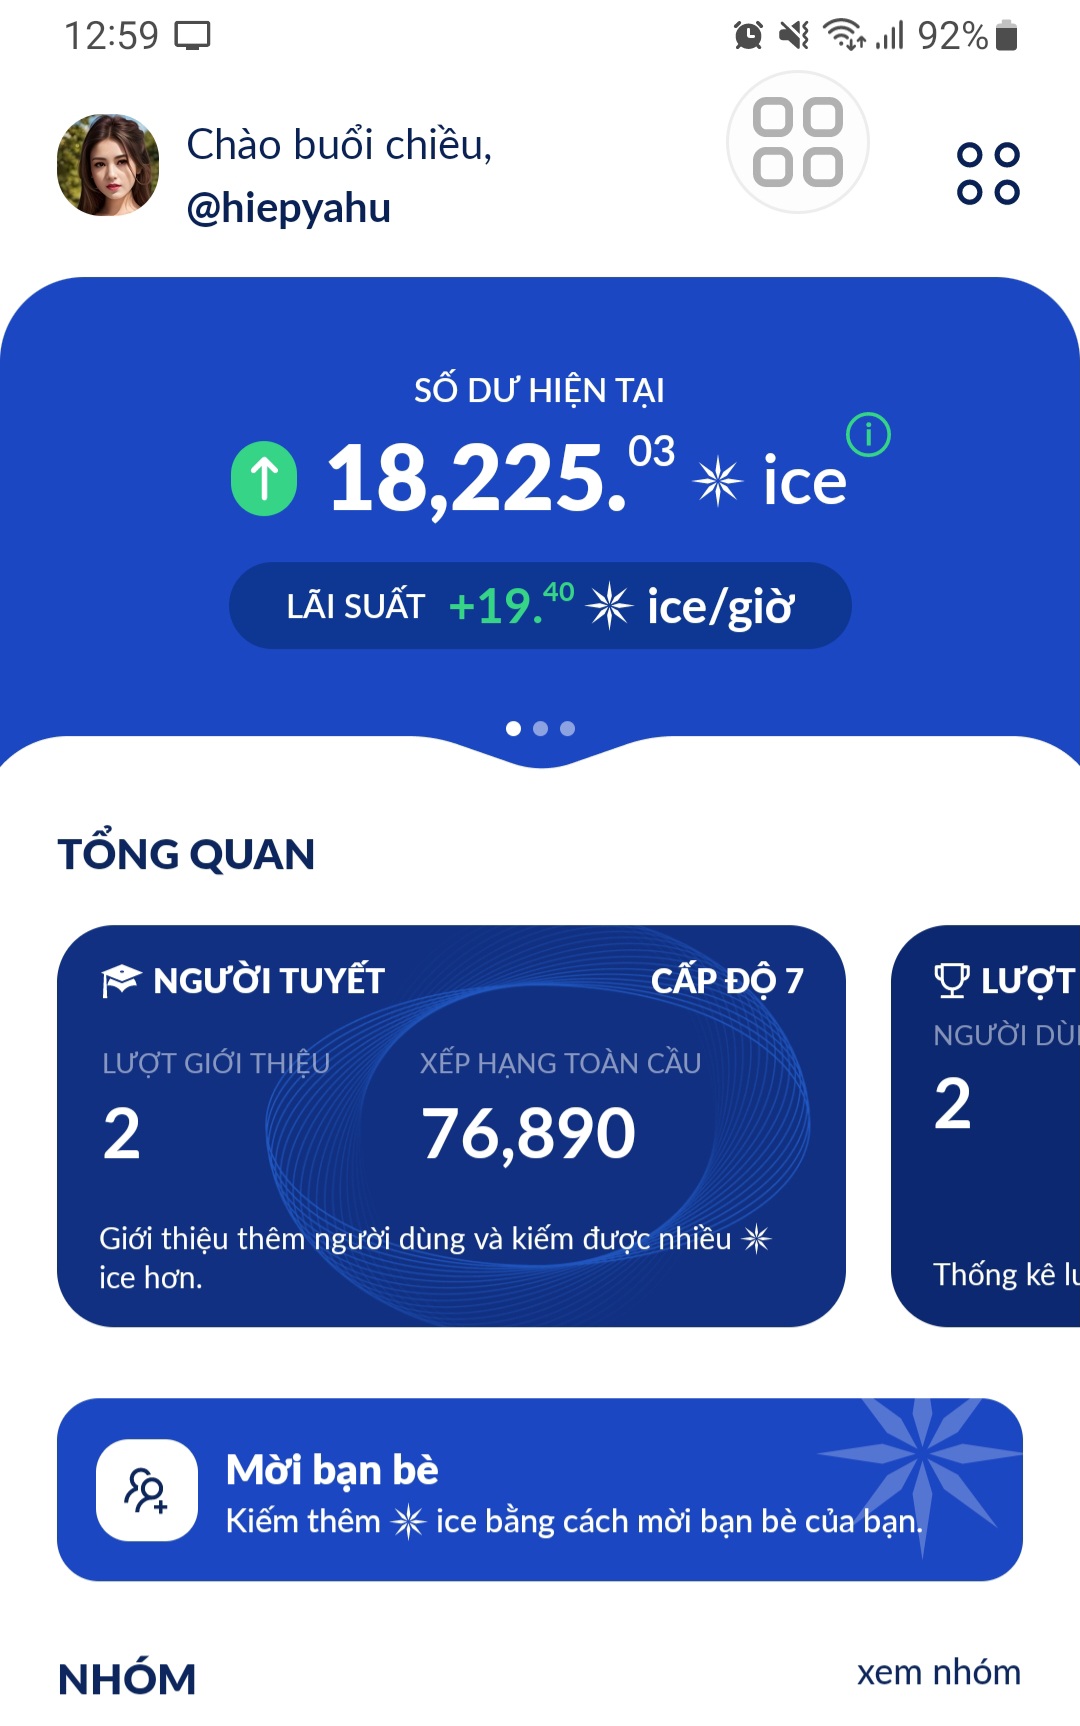 12:59
92%
Chào buổi chiều,
@hiepyahu
SỐ DƯ HIỆN TẠI
18,225.03 ice
LÃI SUẤT +19.40 ice/giờ
TỔNG QUAN
NGƯỜI TUYẾT
CẤP ĐỘ 7
LƯỢT GIỚI THIỆU
XẾP HẠNG TOÀN CẦU
2
76,890
Giới thiệu thêm người dùng và kiếm được nhiều
ice hơn.
LƯỢT
NGƯỜI
2
Thống kê
Mời bạn bè
Kiếm thêm ice bằng cách mời bạn bè của bạn.
NHÓM
xem nhóm